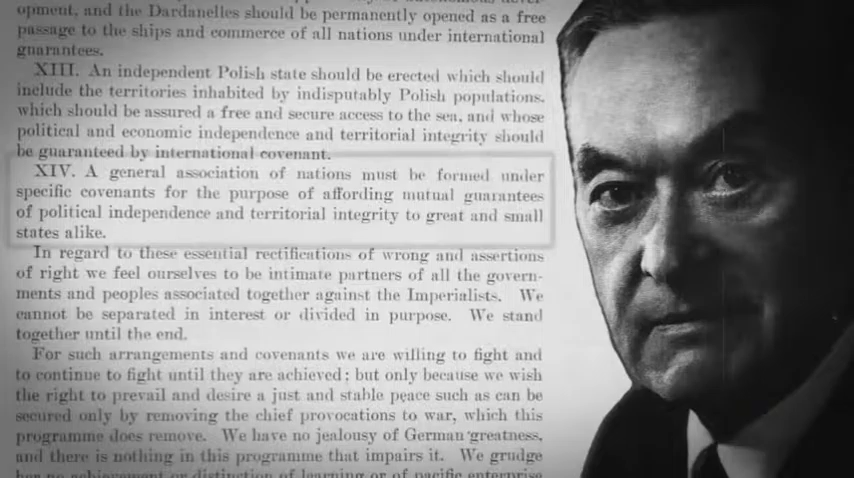 opment, and the Dardanelles should be permanently opened as a free
passage to the ships and commerce of all nations under international
guarantees.
XIII. An independent Polish state should be erected which should
include the territories inhabited by indisputably Polish populations,
which should be assured a free and secure access to the sea, and whose
political and economic independence and territorial integrity should
be guaranteed by international covenant.
XIV. A general association of nations must be formed under
specific covenants for the purpose of affording mutual guarantees
of political independence and territorial integrity to great and small
states alike.
In regard to these essential rectifications of wrong and assertions
of right we feel ourselves to be intimate partners of all the govern-
ments and peoples associated together against the Imperialists. We
cannot be separated in interest or divided in purpose. We stand
together until the end.
For such arrangements and covenants we are willing to fight and
to continue to fight until they are achieved; but only because we wish
the right to prevail and desire a just and stable peace such as can be
secured only by removing the chief provocations to war, which this
programme does remove. We have no jealousy of German greatness,
and there is nothing in this programme that impairs it. We grudge
her no achievement or distinction of learning or of pacific enterprise